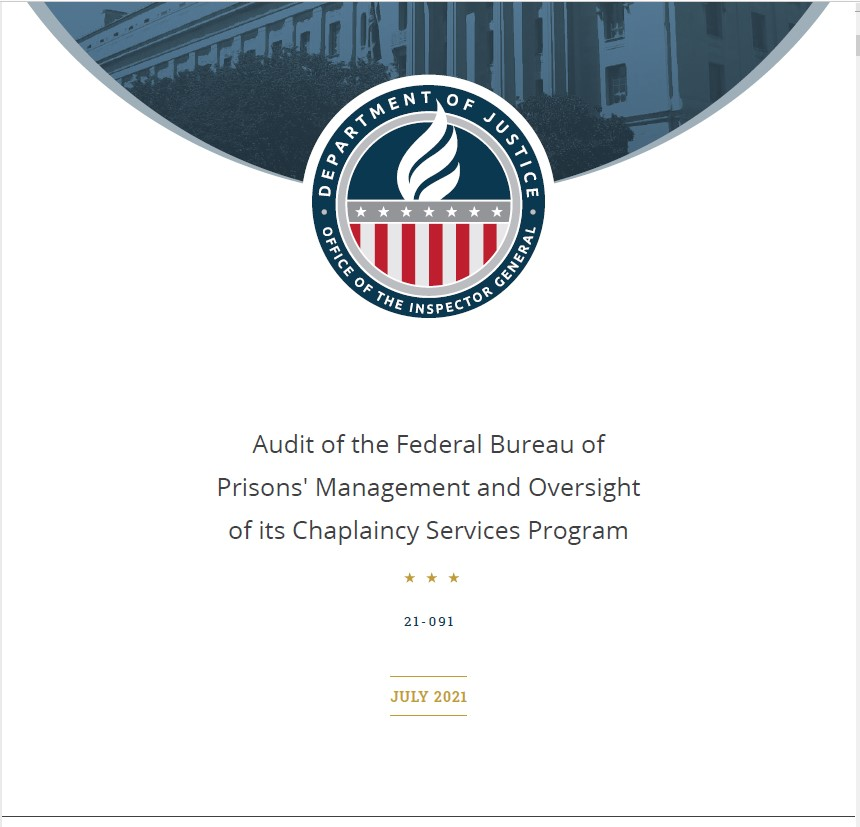 DEPARTMENT OF JUSTICE
OFFICE OF THE INSPECTOR GENERAL
Audit of the Federal Bureau of
Prisons' Management and Oversight
of its Chaplaincy Services Program
21-091
JULY 2021